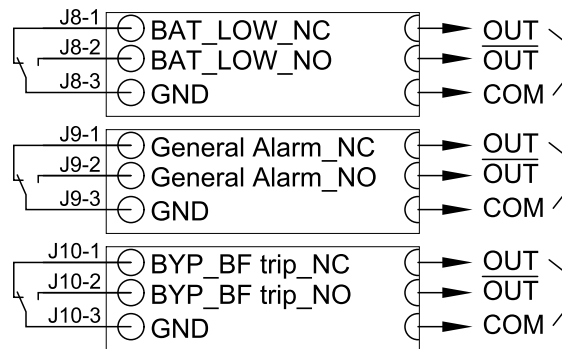 J8-1 BAT_LOW_NC OUT
J8-2 BAT_LOW_NO OUT
J8-3 GND COM
J9-1 General Alarm_NC OUT
J9-2 General Alarm_NO OUT
J9-3 GND COM
J10-1 BYP_BF trip_NC OUT
J10-2 BYP_BF trip_NO OUT
J10-3 GND COM